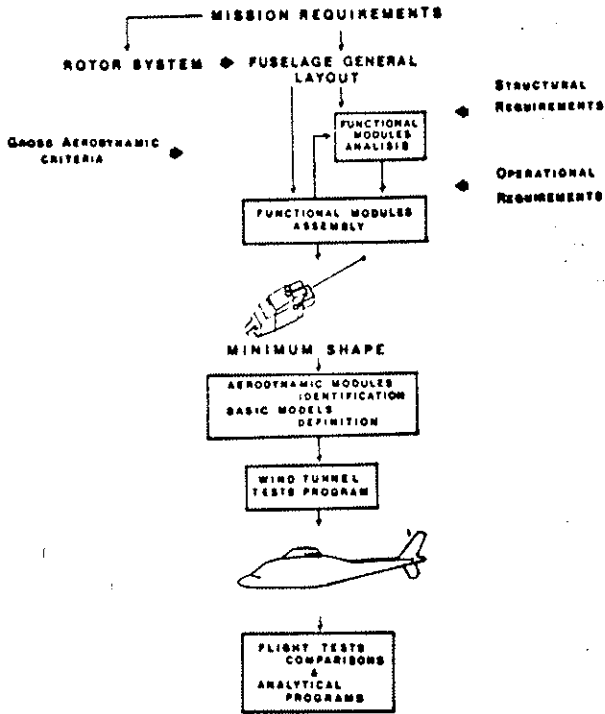 MISSION REQUIREMENTS
ROTOR SYSTEM
FUSELAGE GENERAL
LAYOUT
STRUCTURAL
REQUIREMENTS
FUNCTIONAL
MODULES
ANALISIS
GROSS AERODYNAMIC
CRITERIA
OPERATIONAL
REQUIREMENTS
FUNCTIONAL MODULES
ASSEMBLY
MINIMUM SHAPE
AERODYNAMIC MODULES
IDENTIFICATION
BASIC MODELS
DEFINITION
WIND TUNNEL
TESTS PROGRAM
FLIGHT TESTS
COMPARISONS
&
ANALYTICAL
PROGRAMS